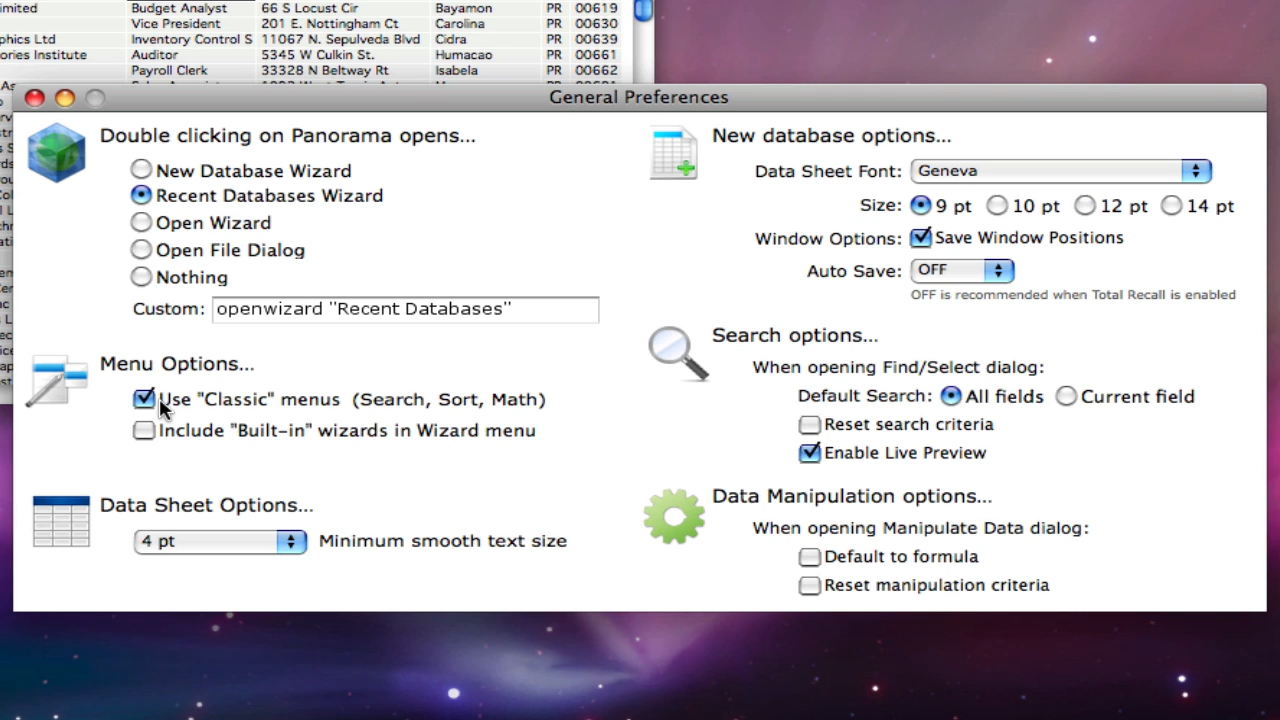 imited Budget Analyst 66 S Locust Cir Bayamon PR 00619
Vice President 201 E. Nottingham Ct Carolina PR 00630
phics Ltd Inventory Control S 11067 N. Sepulveda Blvd Cidra PR 00639
ories Institute Auditor 5345 W Culkin St. Humacao PR 00661
Payroll Clerk 33328 N Beltway Rt Isabela PR 00662
General Preferences
Double clicking on Panorama opens...
New Database Wizard
Recent Databases Wizard
Open Wizard
Open File Dialog
Nothing
Custom: openwizard "Recent Databases"
Menu Options...
Use "Classic" menus (Search, Sort, Math)
Include "Built-in" wizards in Wizard menu
Data Sheet Options...
4 pt Minimum smooth text size
New database options...
Data Sheet Font: Geneva
Size: 9 pt 10 pt 12 pt 14 pt
Window Options: Save Window Positions
Auto Save: OFF
OFF is recommended when Total Recall is enabled
Search options...
When opening Find/Select dialog:
Default Search: All fields Current field
Reset search criteria
Enable Live Preview
Data Manipulation options...
When opening Manipulate Data dialog:
Default to formula
Reset manipulation criteria